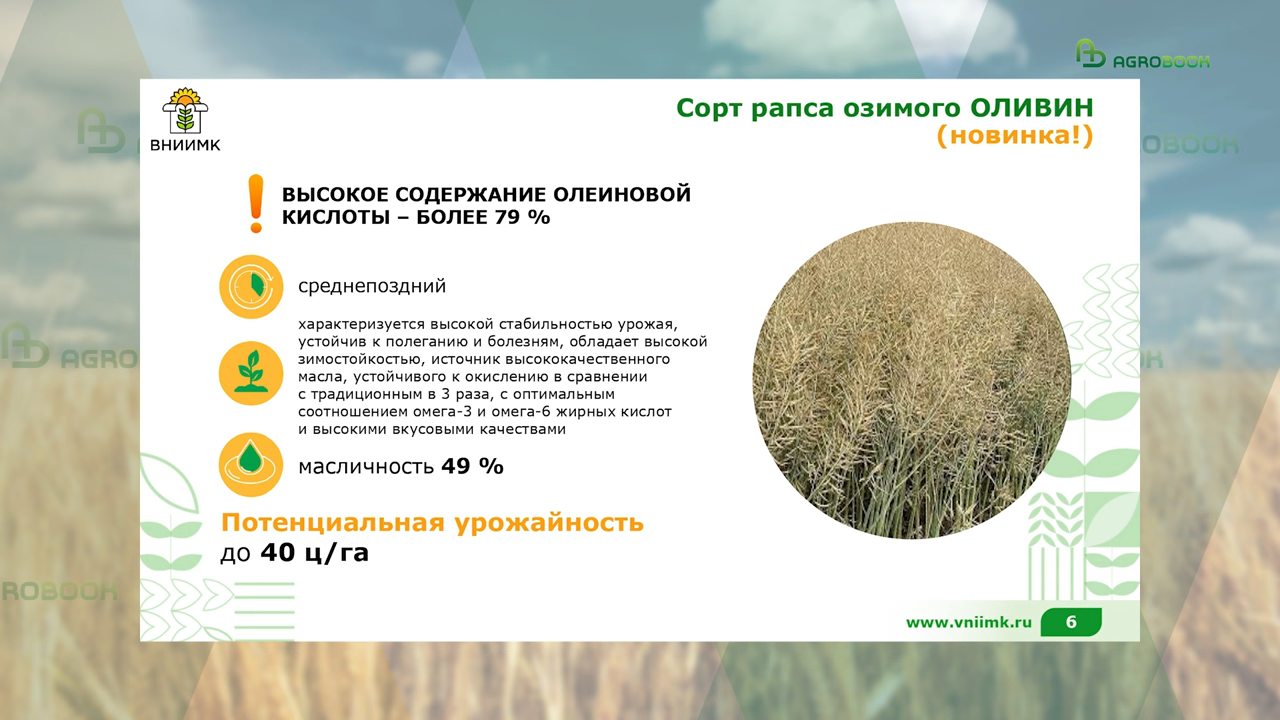 AGROBOOK
ВНИИМК
Сорт рапса озимого ОЛИВИН
(новинка!)
ВЫСОКОЕ СОДЕРЖАНИЕ ОЛЕИНОВОЙ
КИСЛОТЫ – БОЛЕЕ 79 %
среднепоздний
характеризуется высокой стабильностью урожая,
устойчив к полеганию и болезням, обладает высокой
зимостойкостью, источник высококачественного
масла, устойчивого к окислению в сравнении
с традиционным в 3 раза, с оптимальным
соотношением омега-3 и омега-6 жирных кислот
и высокими вкусовыми качествами
масличность 49 %
Потенциальная урожайность
до 40 ц/га
www.vniimk.ru 6
AGRO
ROBOOK